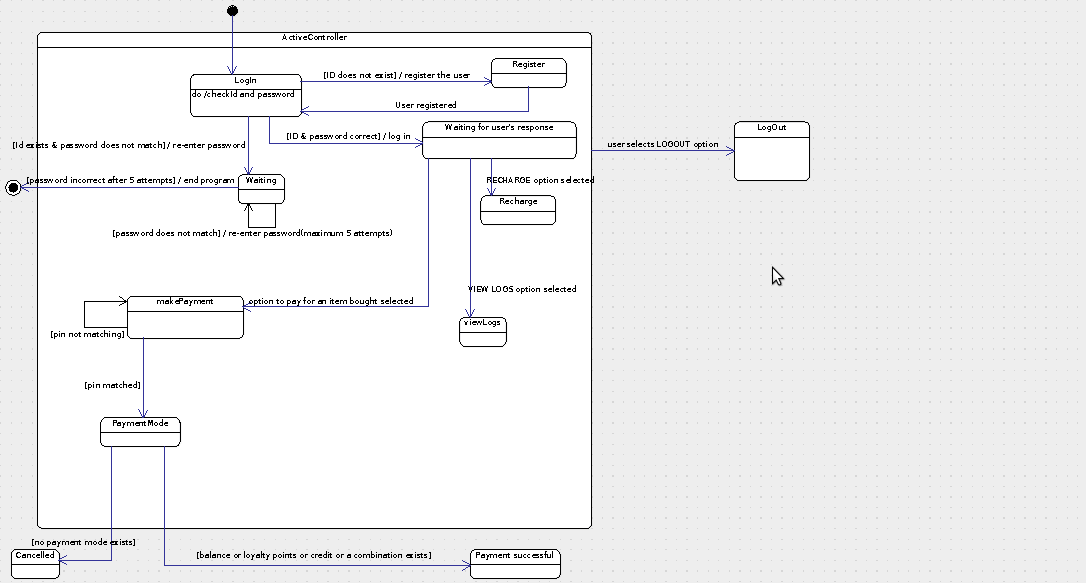 ActiveController
Register
[ID does not exist] / register the user
LogIn
do /checkId and password
User registered
Waiting for user's response
LogOut
[ID & password correct] / log in
[Id exists & password does not match] / re-enter password
user selects LOGOUT option
[password incorrect after 5 attempts] / end program
Waiting
RECHARGE option selected
Recharge
[password does not match] / re-enter password(maximum 5 attempts)
VIEW LOGS option selected
makePayment
option to pay for an item bought selected
viewLogs
[pin not matching]
[pin matched]
PaymentMode
[no payment mode exists]
Cancelled
[balance or loyalty points or credit or a combination exists]
Payment successful